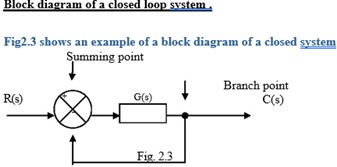 Block diagram of a closed loop system .
Fig2.3 shows an example of a block diagram of a closed system
Summing point
Branch point
R(s)
G(s)
C(s)
+
-
Fig. 2.3